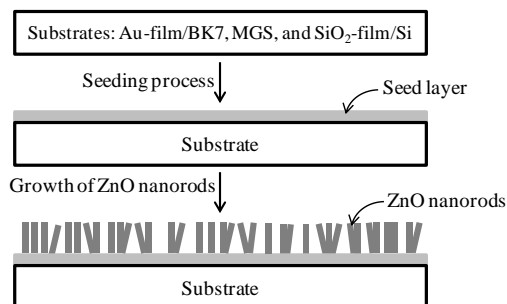 Substrates: Au-film/BK7, MGS, and SiO₂-film/Si
Seeding process
Seed layer
Substrate
Growth of ZnO nanorods
ZnO nanorods
Substrate